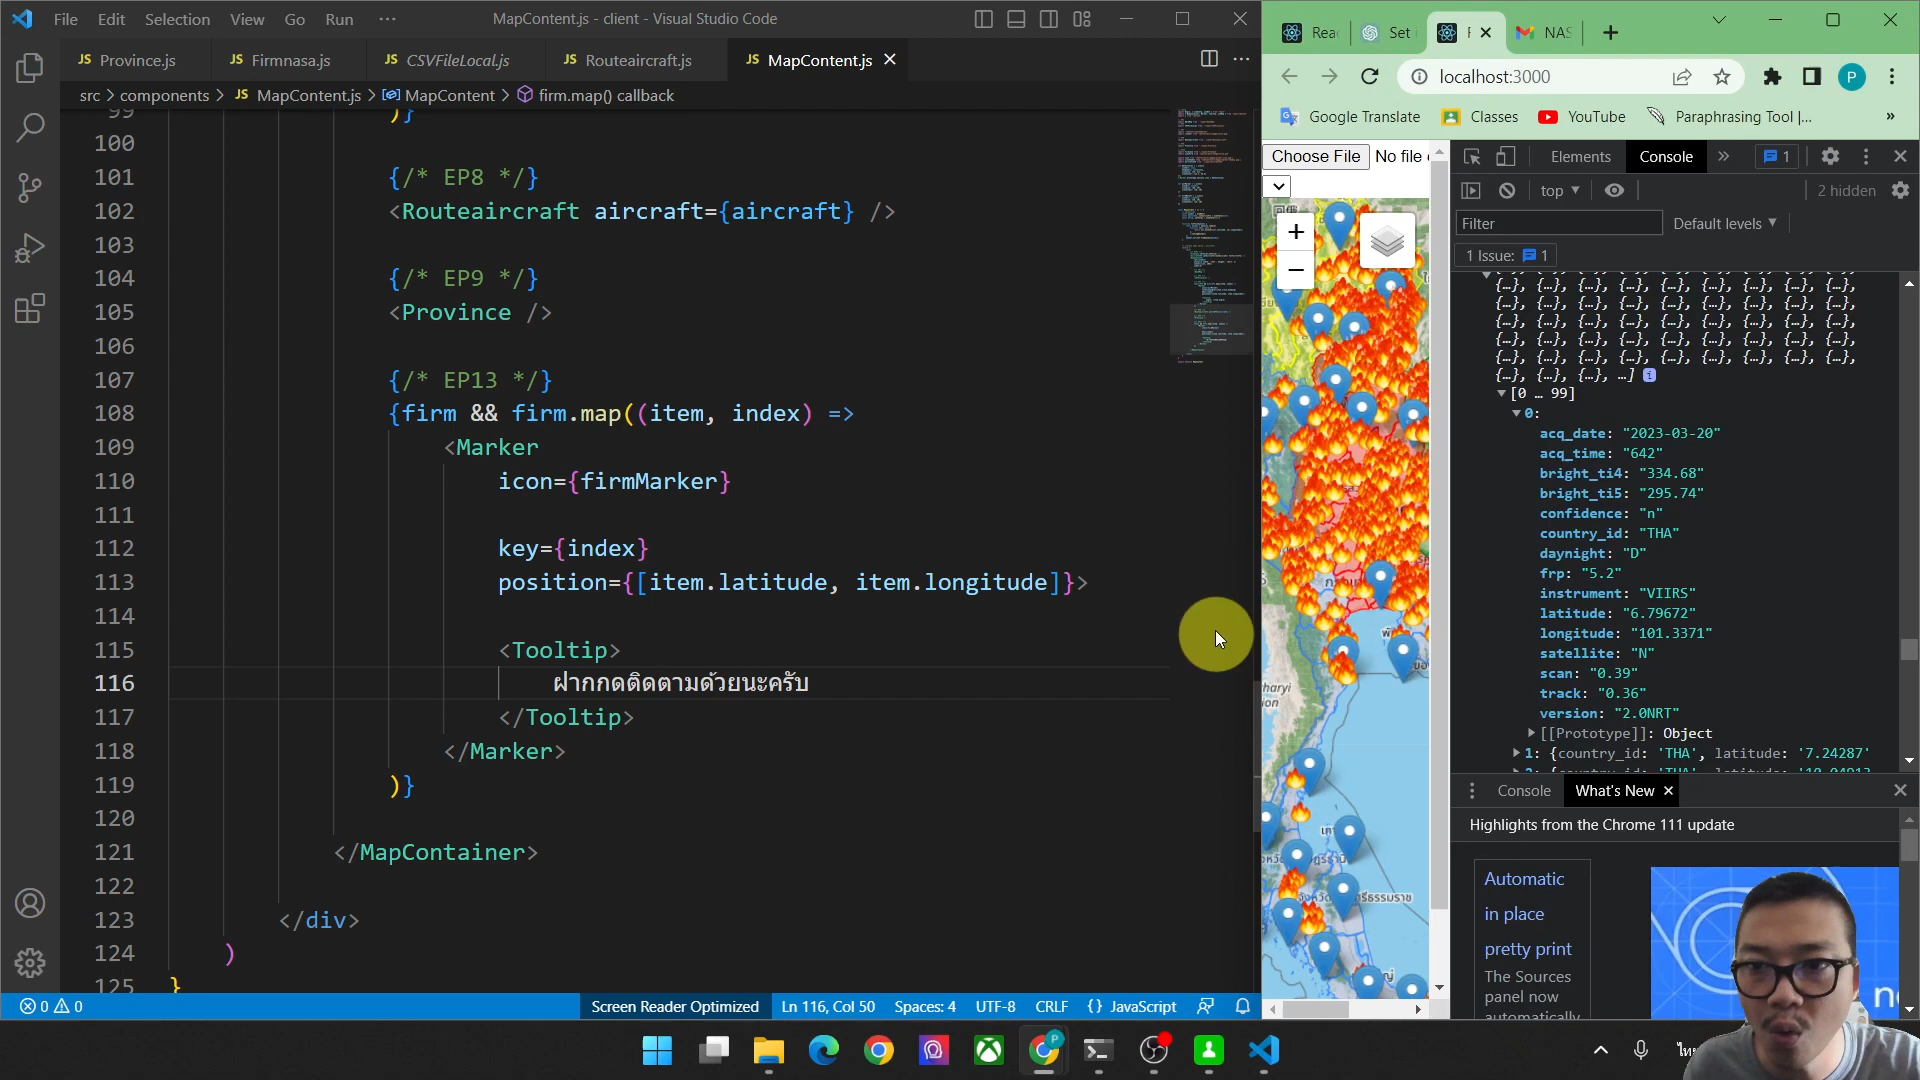 File Edit Selection View Go Run ···
MapContent.js - client - Visual Studio Code
JS Province.js
JS Firmnasa.js
JS CSVFileLocal.js
JS Routeaircraft.js
JS MapContent.js
src > components > JS MapContent.js > MapContent > firm.map() callback
99 )}
100
101 {/* EP8 */}
102 <Routeaircraft aircraft={aircraft} />
103
104 {/* EP9 */}
105 <Province />
106
107 {/* EP13 */}
108 {firm && firm.map((item, index) =>
109 <Marker
110 icon={firmMarker}
111
112 key={index}
113 position={[item.latitude, item.longitude]}>
114
115 <Tooltip>
116 ฝากกดติดตามด้วยนะครับ
117 </Tooltip>
118 </Marker>
119 )}
120
121 </MapContainer>
122
123 </div>
124 )
125 }
0 0
Screen Reader Optimized Ln 116, Col 50 Spaces: 4 UTF-8 CRLF {} JavaScript
Rea
Set
NAS
localhost:3000
P
Google Translate Classes YouTube Paraphrasing Tool |... »
Choose File No file
+
−
Elements Console » 1
top 2 hidden
Filter Default levels
1 Issue: 1
{…}, {…}, {…}, {…}, {…}, {…}, {…}, {…}, {…},
{…}, {…}, {…}, {…}, {…}, {…}, {…}, {…}, {…},
{…}, {…}, {…}, {…}, {…}, {…}, {…}, {…}, {…},
{…}, {…}, {…}, {…}, {…}, {…}, {…}, {…}, {…},
{…}, {…}, {…}, {…}, {…}, {…}, {…}, {…}, {…},
{…}, {…}, {…}, …] i
[0 … 99]
0:
acq_date: "2023-03-20"
acq_time: "642"
bright_ti4: "334.68"
bright_ti5: "295.74"
confidence: "n"
country_id: "THA"
daynight: "D"
frp: "5.2"
instrument: "VIIRS"
latitude: "6.79672"
longitude: "101.3371"
satellite: "N"
scan: "0.39"
track: "0.36"
version: "2.0NRT"
[[Prototype]]: Object
1: {country_id: 'THA', latitude: '7.24287'
Console What's New
Highlights from the Chrome 111 update
Automatic
in place
pretty print
The Sources
panel now
automatically